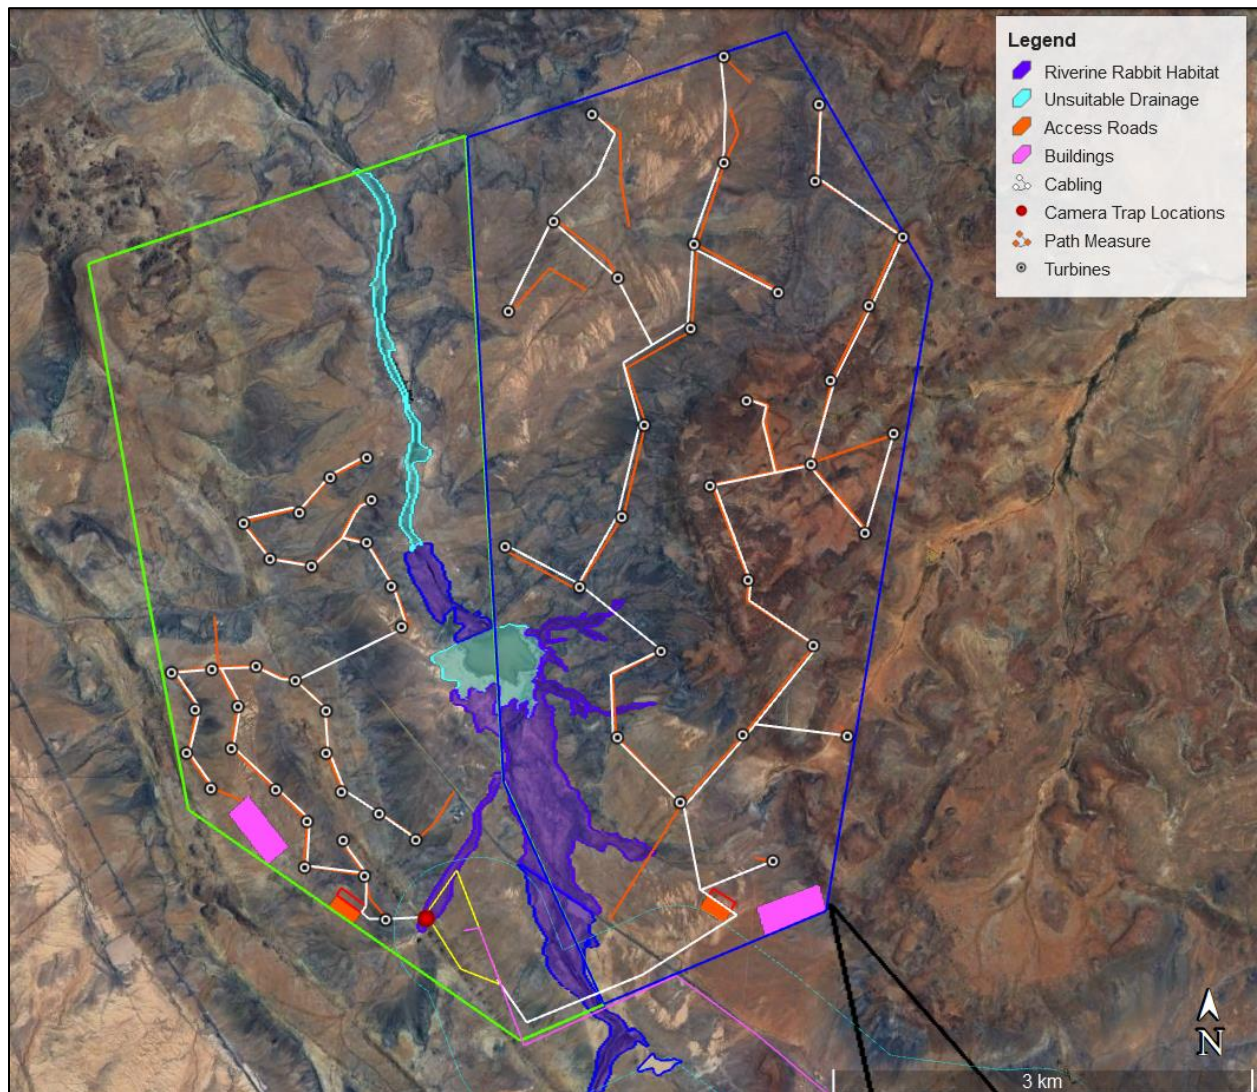 Legend
Riverine Rabbit Habitat
Unsuitable Drainage
Access Roads
Buildings
Cabling
Camera Trap Locations
Path Measure
Turbines
N
3 km